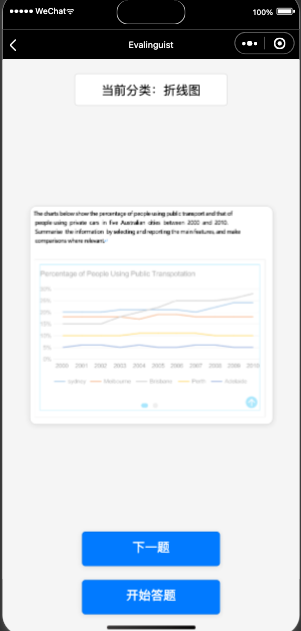 WeChat
100%
Evalinguist
当前分类：折线图
The charts below show the percentage of people using public transport and that of
people using private cars in five Australian cities between 2000 and 2010.
Summarise the information by selecting and reporting the main features, and make
comparisons where relevant.
Percentage of People Using Public Transpotation
30%
25%
20%
15%
10%
5%
0%
2000 2001 2002 2003 2004 2005 2006 2007 2008 2009 2010
Sydney Melbourne Brisbane Perth Adelaide
下一题
开始答题